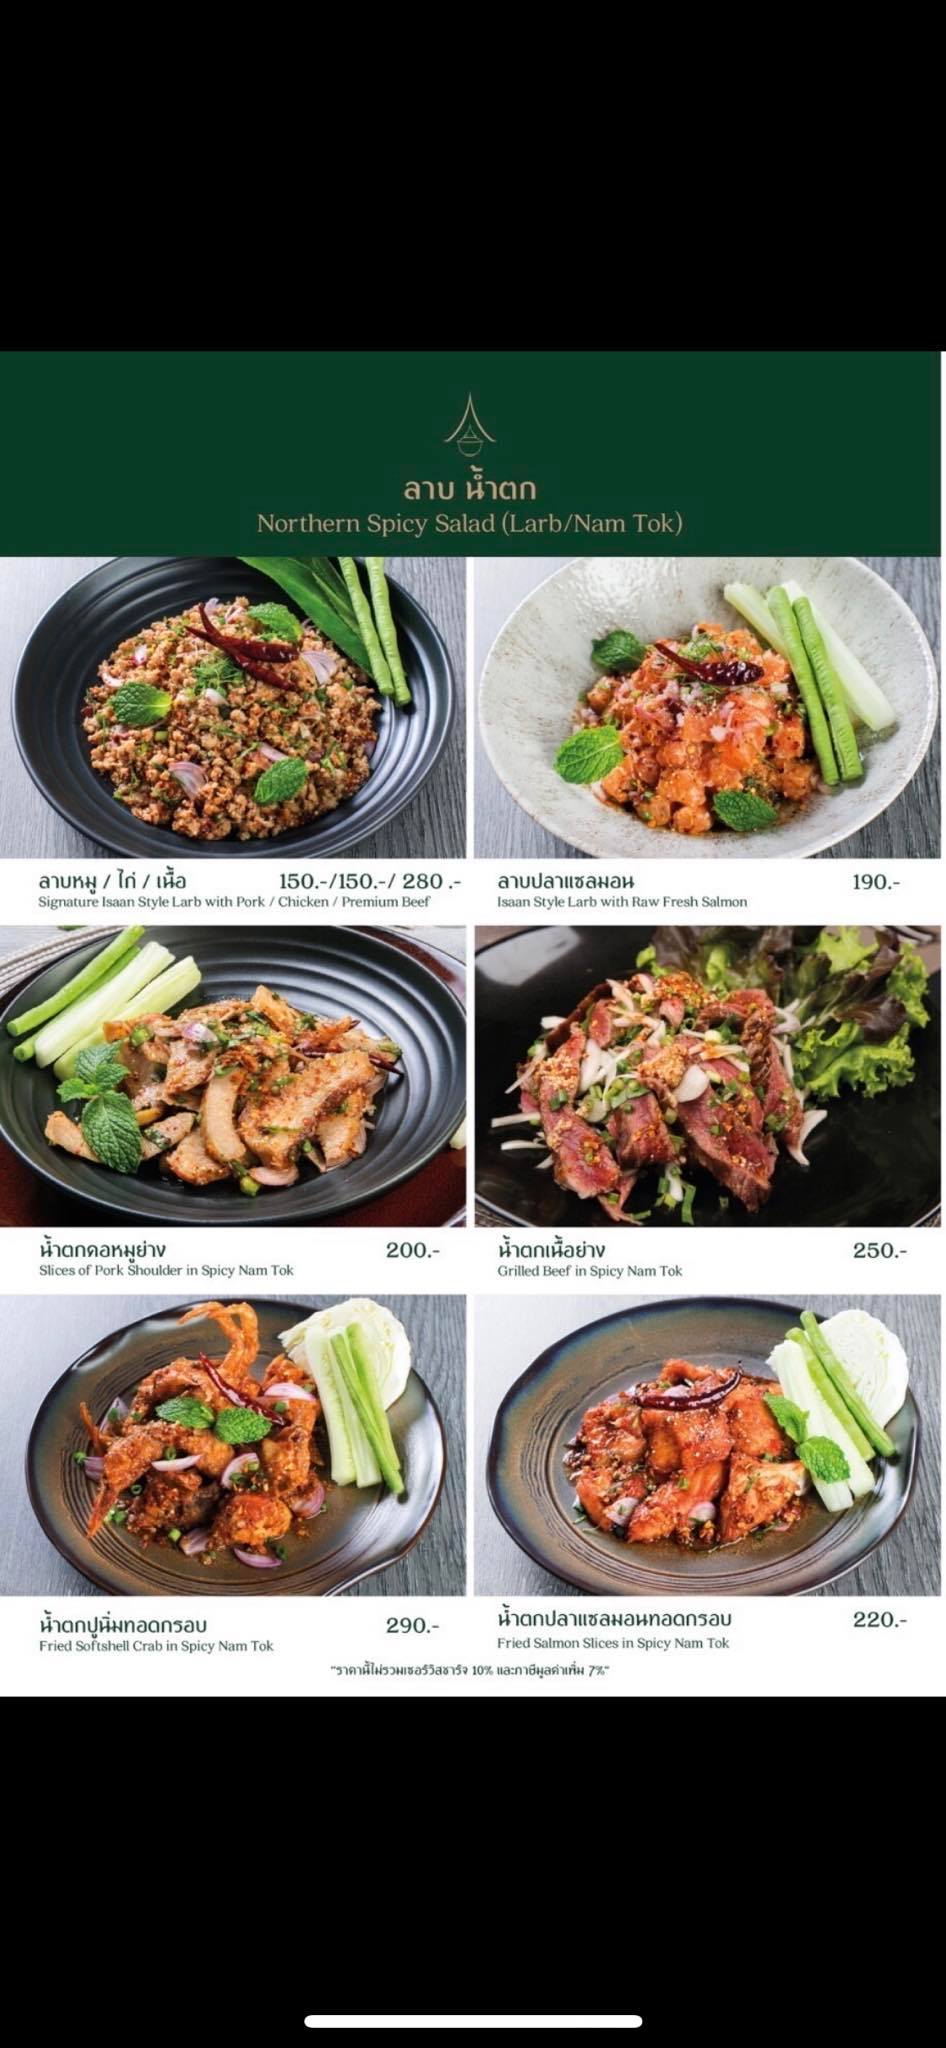 ลาบ น้ำตก
Northern Spicy Salad (Larb/Nam Tok)
ลาบหมู / ไก่ / เนื้อ 150.-/150.-/ 280 .-
Signature Isaan Style Larb with Pork / Chicken / Premium Beef
ลาบปลาแซลมอน 190.-
Isaan Style Larb with Raw Fresh Salmon
น้ำตกคอหมูย่าง 200.-
Slices of Pork Shoulder in Spicy Nam Tok
น้ำตกเนื้อย่าง 250.-
Grilled Beef in Spicy Nam Tok
น้ำตกปูนิ่มทอดกรอบ 290.-
Fried Softshell Crab in Spicy Nam Tok
น้ำตกปลาแซลมอนทอดกรอบ 220.-
Fried Salmon Slices in Spicy Nam Tok
"ราคานี้ไม่รวมเซอร์วิสชาร์จ 10% และภาษีมูลค่าเพิ่ม 7%"